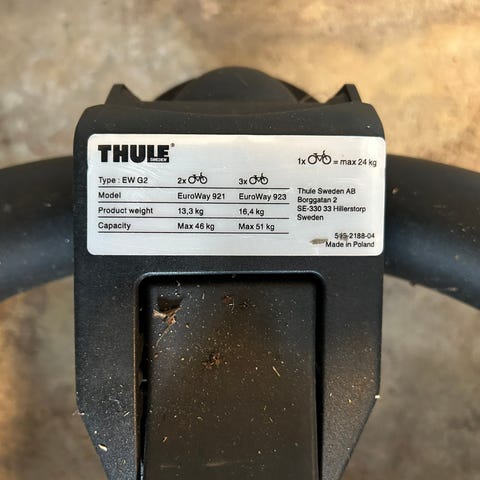 THULE®
SWEDEN
1x = max 24 kg
Type : EW G2 2x 3x
Model EuroWay 921 EuroWay 923
Product weight 13,3 kg 16,4 kg
Capacity Max 46 kg Max 51 kg
Thule Sweden AB
Borggatan 2
SE-330 33 Hillerstorp
Sweden
Made in Poland